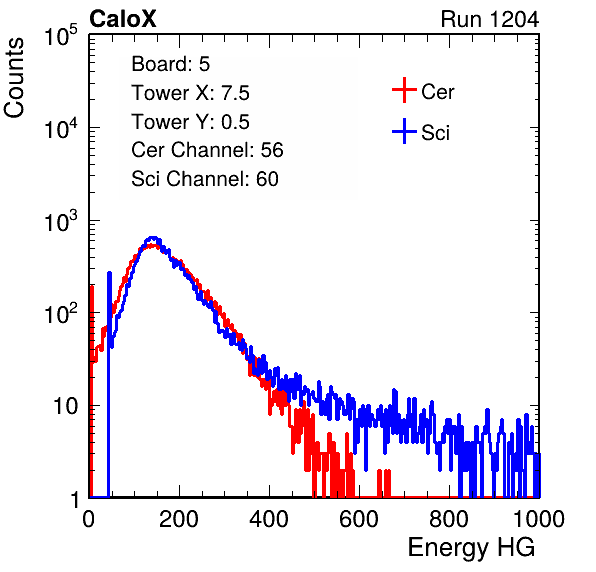 CaloX Run 1204
Counts
10^5
10^4
10^3
10^2
10
1
Board: 5
Tower X: 7.5
Tower Y: 0.5
Cer Channel: 56
Sci Channel: 60
Cer
Sci
0 200 400 600 800 1000
Energy HG